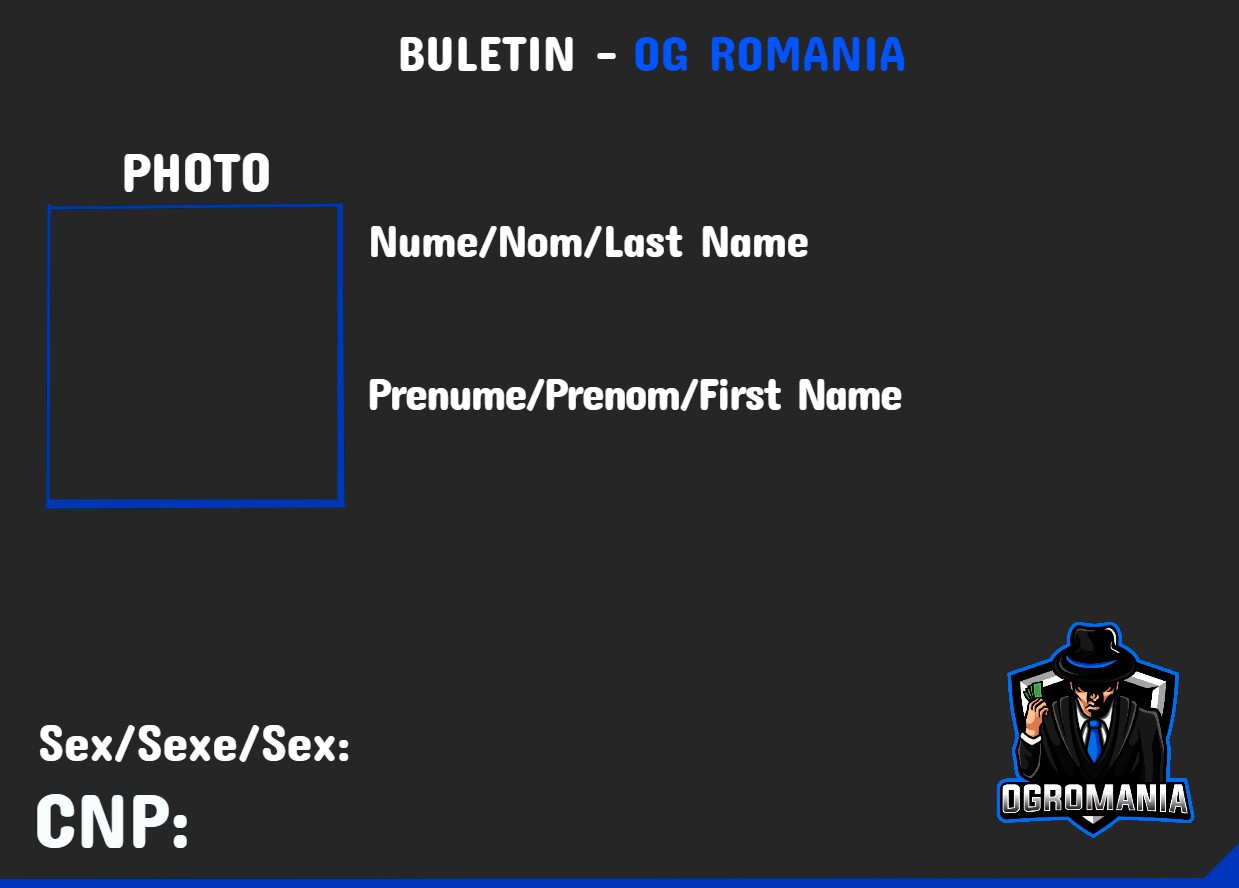 BULETIN - OG ROMANIA
PHOTO
Nume/Nom/Last Name
Prenume/Prenom/First Name
Sex/Sexe/Sex:
CNP:
OGROMANIA